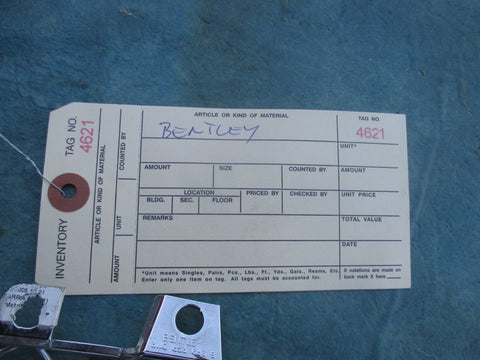 ARTICLE OR KIND OF MATERIAL
TAG NO.
BENTLEY
4621
UNIT*
AMOUNT
SIZE
COUNTED BY
AMOUNT
LOCATION
PRICED BY
CHECKED BY
UNIT PRICE
BLDG.
SEC.
FLOOR
REMARKS
TOTAL VALUE
DATE
*Unit means Singles, Pairs, Pcs., Lbs., Ft., Yds., Gals., Reams, Etc.
Enter only one item on tag. All tags must be accounted for.
If notations are made on
back mark X here
INVENTORY
TAG NO.
4621
ARTICLE OR KIND OF MATERIAL
AMOUNT
UNIT
COUNTED BY